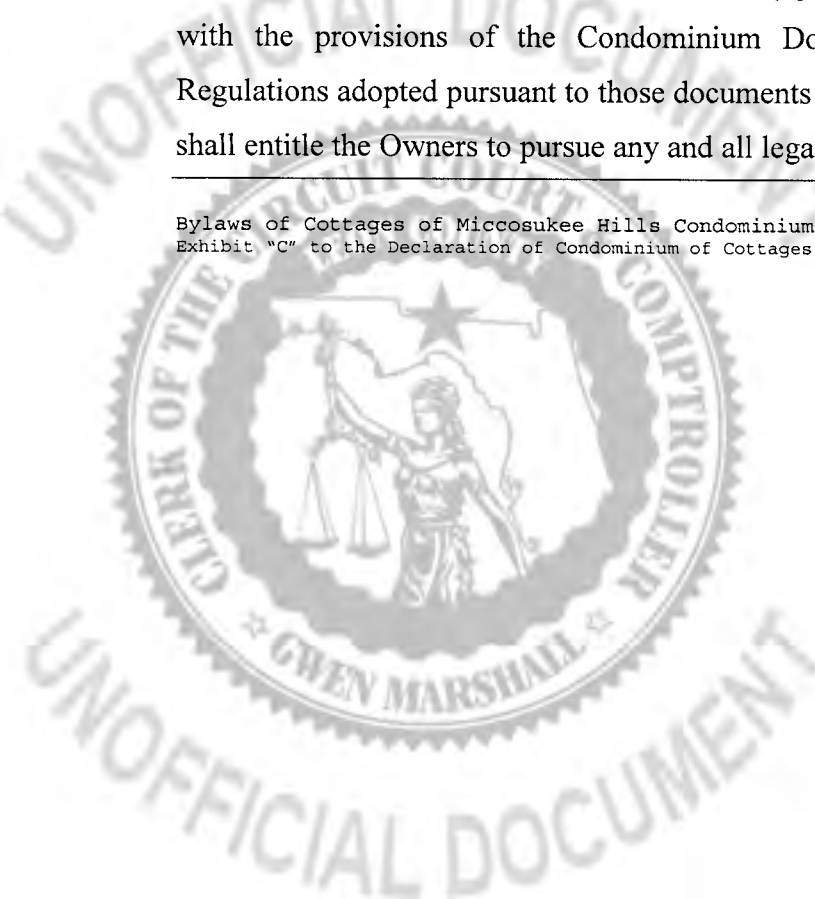 UNOFFICIAL DOCUMENT
with the provisions of the Condominium
Regulations adopted pursuant to those documents
shall entitle the Owners to pursue any and all
Bylaws of Cottages of Miccosukee Hills Condominium
Exhibit "C" to the Declaration of Condominium of Cottages
CLERK OF THE CIRCUIT COURT
COMPTROLLER
GWEN MARSHALL
UNOFFICIAL DOCUMENT